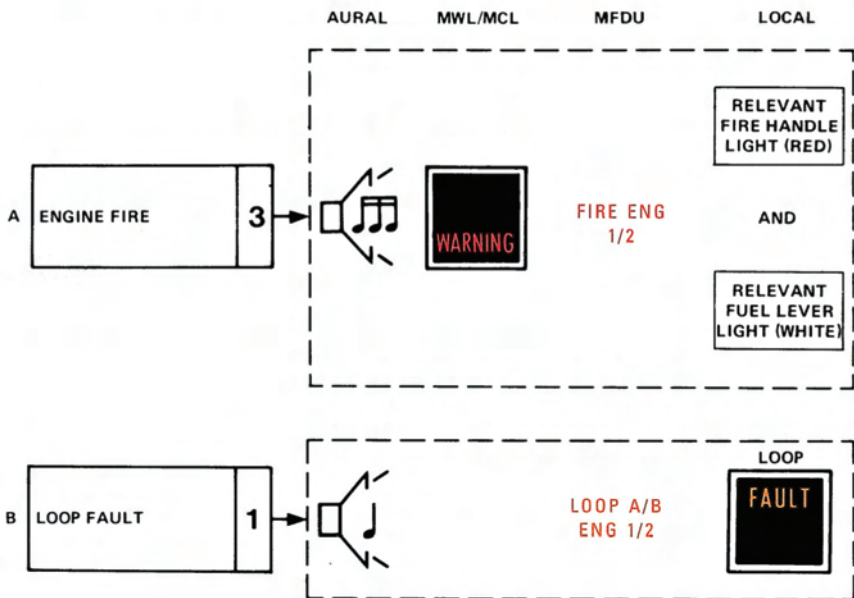 AURAL MWL/MCL MFDU LOCAL
RELEVANT
FIRE HANDLE
LIGHT (RED)
A ENGINE FIRE 3
WARNING
FIRE ENG
1/2
AND
RELEVANT
FUEL LEVER
LIGHT (WHITE)
B LOOP FAULT 1
LOOP A/B
ENG 1/2
LOOP
FAULT